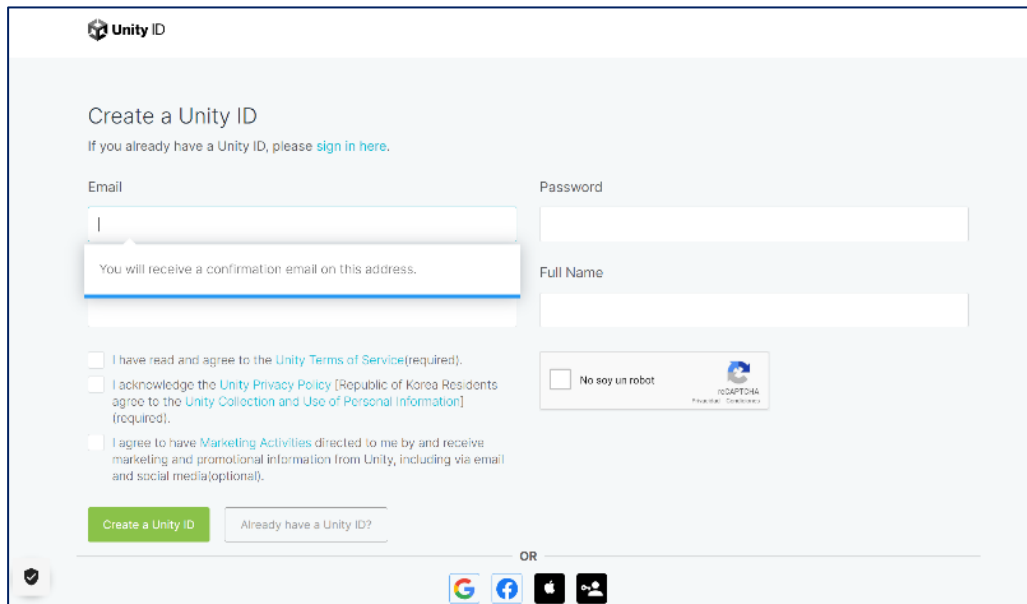 Unity ID
Create a Unity ID
If you already have a Unity ID, please sign in here.
Email
Password
You will receive a confirmation email on this address.
Full Name
I have read and agree to the Unity Terms of Service(required).
I acknowledge the Unity Privacy Policy [Republic of Korea Residents
agree to the Unity Collection and Use of Personal Information]
(required).
I agree to have Marketing Activities directed to me by and receive
marketing and promotional information from Unity, including via email
and social media(optional).
No soy un robot
reCAPTCHA
Privacidad Condiciones
Create a Unity ID
Already have a Unity ID?
OR